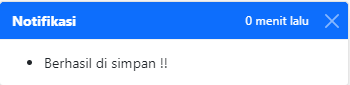 Notifikasi 0 menit lalu
Berhasil di simpan !!